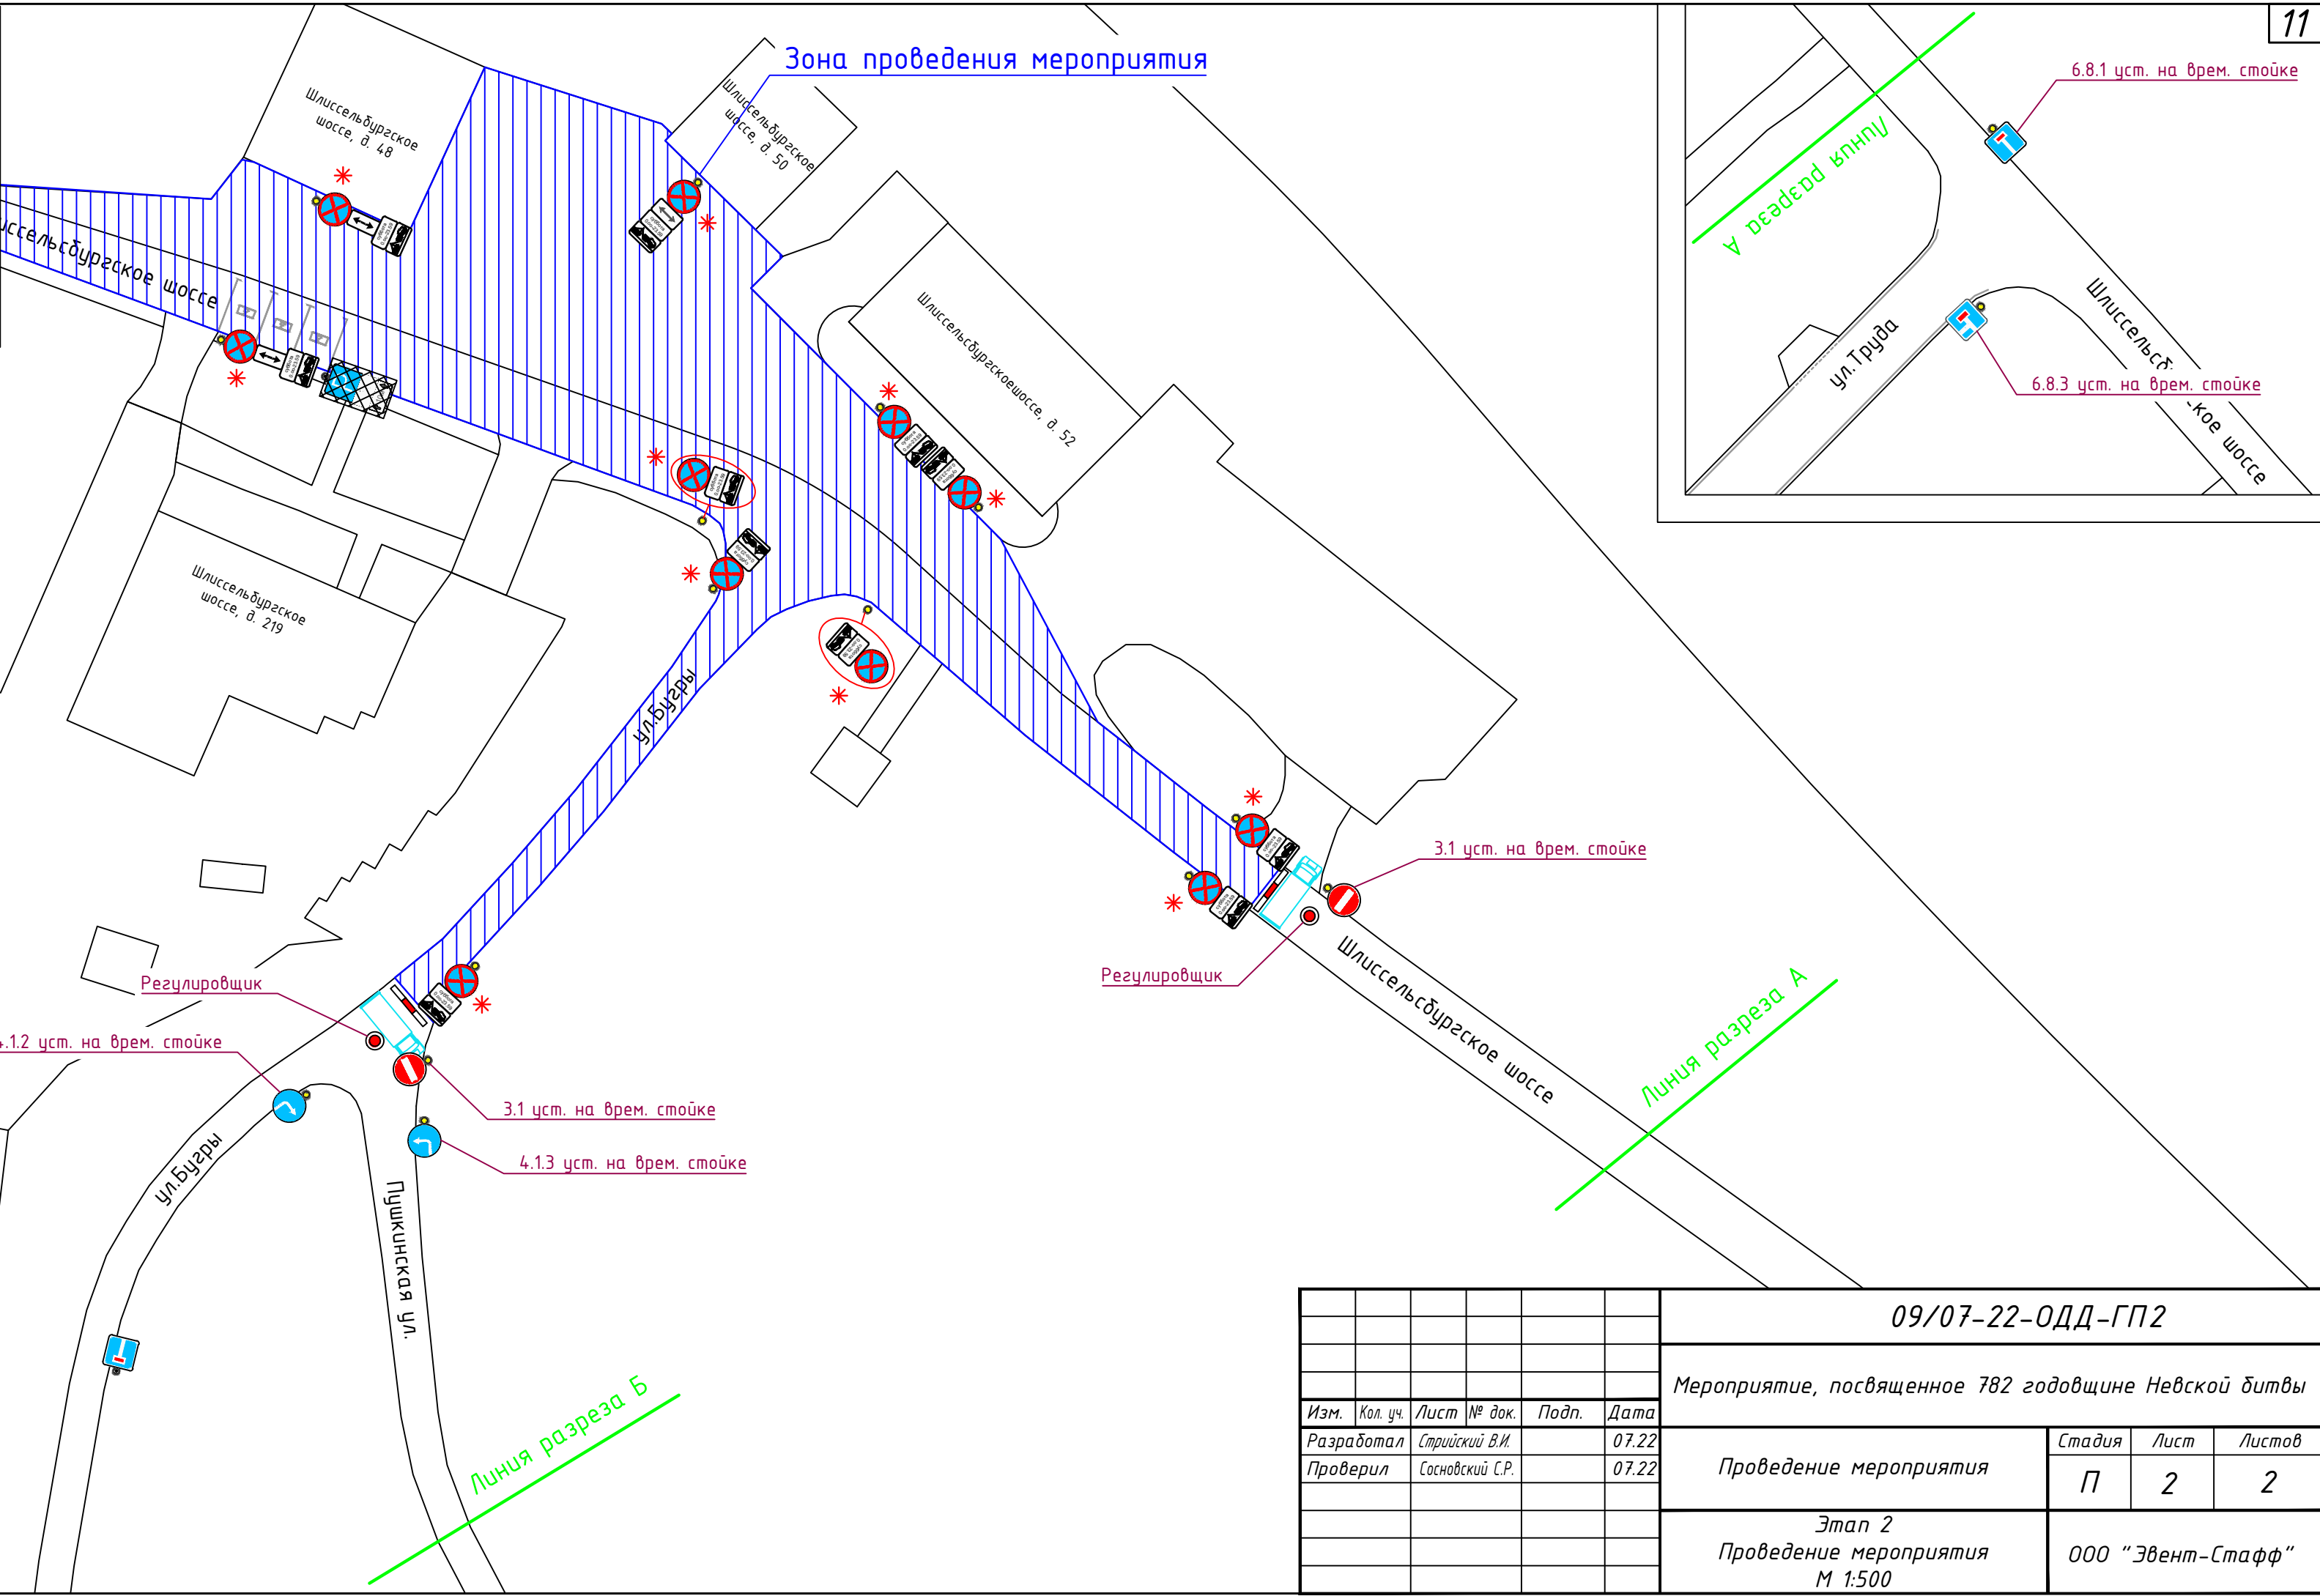 11
Зона проведения мероприятия
6.8.1 уст. на врем. стойке
Шлиссельбургское
шоссе, д. 48
Шлиссельбургское
шоссе, д. 50
Линия разреза А
шоссе
Шлиссельсбургскоешоссе, д. 52
ул.Труда
6.8.3 уст. на врем. стойке
кое шоссе
Шлиссельбургское
шоссе, д. 219
ул.Бугры
3.1 уст. на врем. стойке
Регулировщик
Регулировщик
Шлиссельсбургское шоссе
Линия разреза А
4.1.2 уст. на врем. стойке
3.1 уст. на врем. стойке
4.1.3 уст. на врем. стойке
ул.Бугры
Пушкинская ул.
Линия разреза Б
09/07-22-ОДД-ГП2
Мероприятие, посвященное 782 годовщине Невской битвы
Изм. Кол. уч. Лист № док. Подп. Дата
Разработал Стрийский В.И. 07.22
Проверил Сосновский С.Р. 07.22
Проведение мероприятия
Стадия Лист Листов
П 2 2
Этап 2
Проведение мероприятия
М 1:500
ООО "Эвент-Стафф"